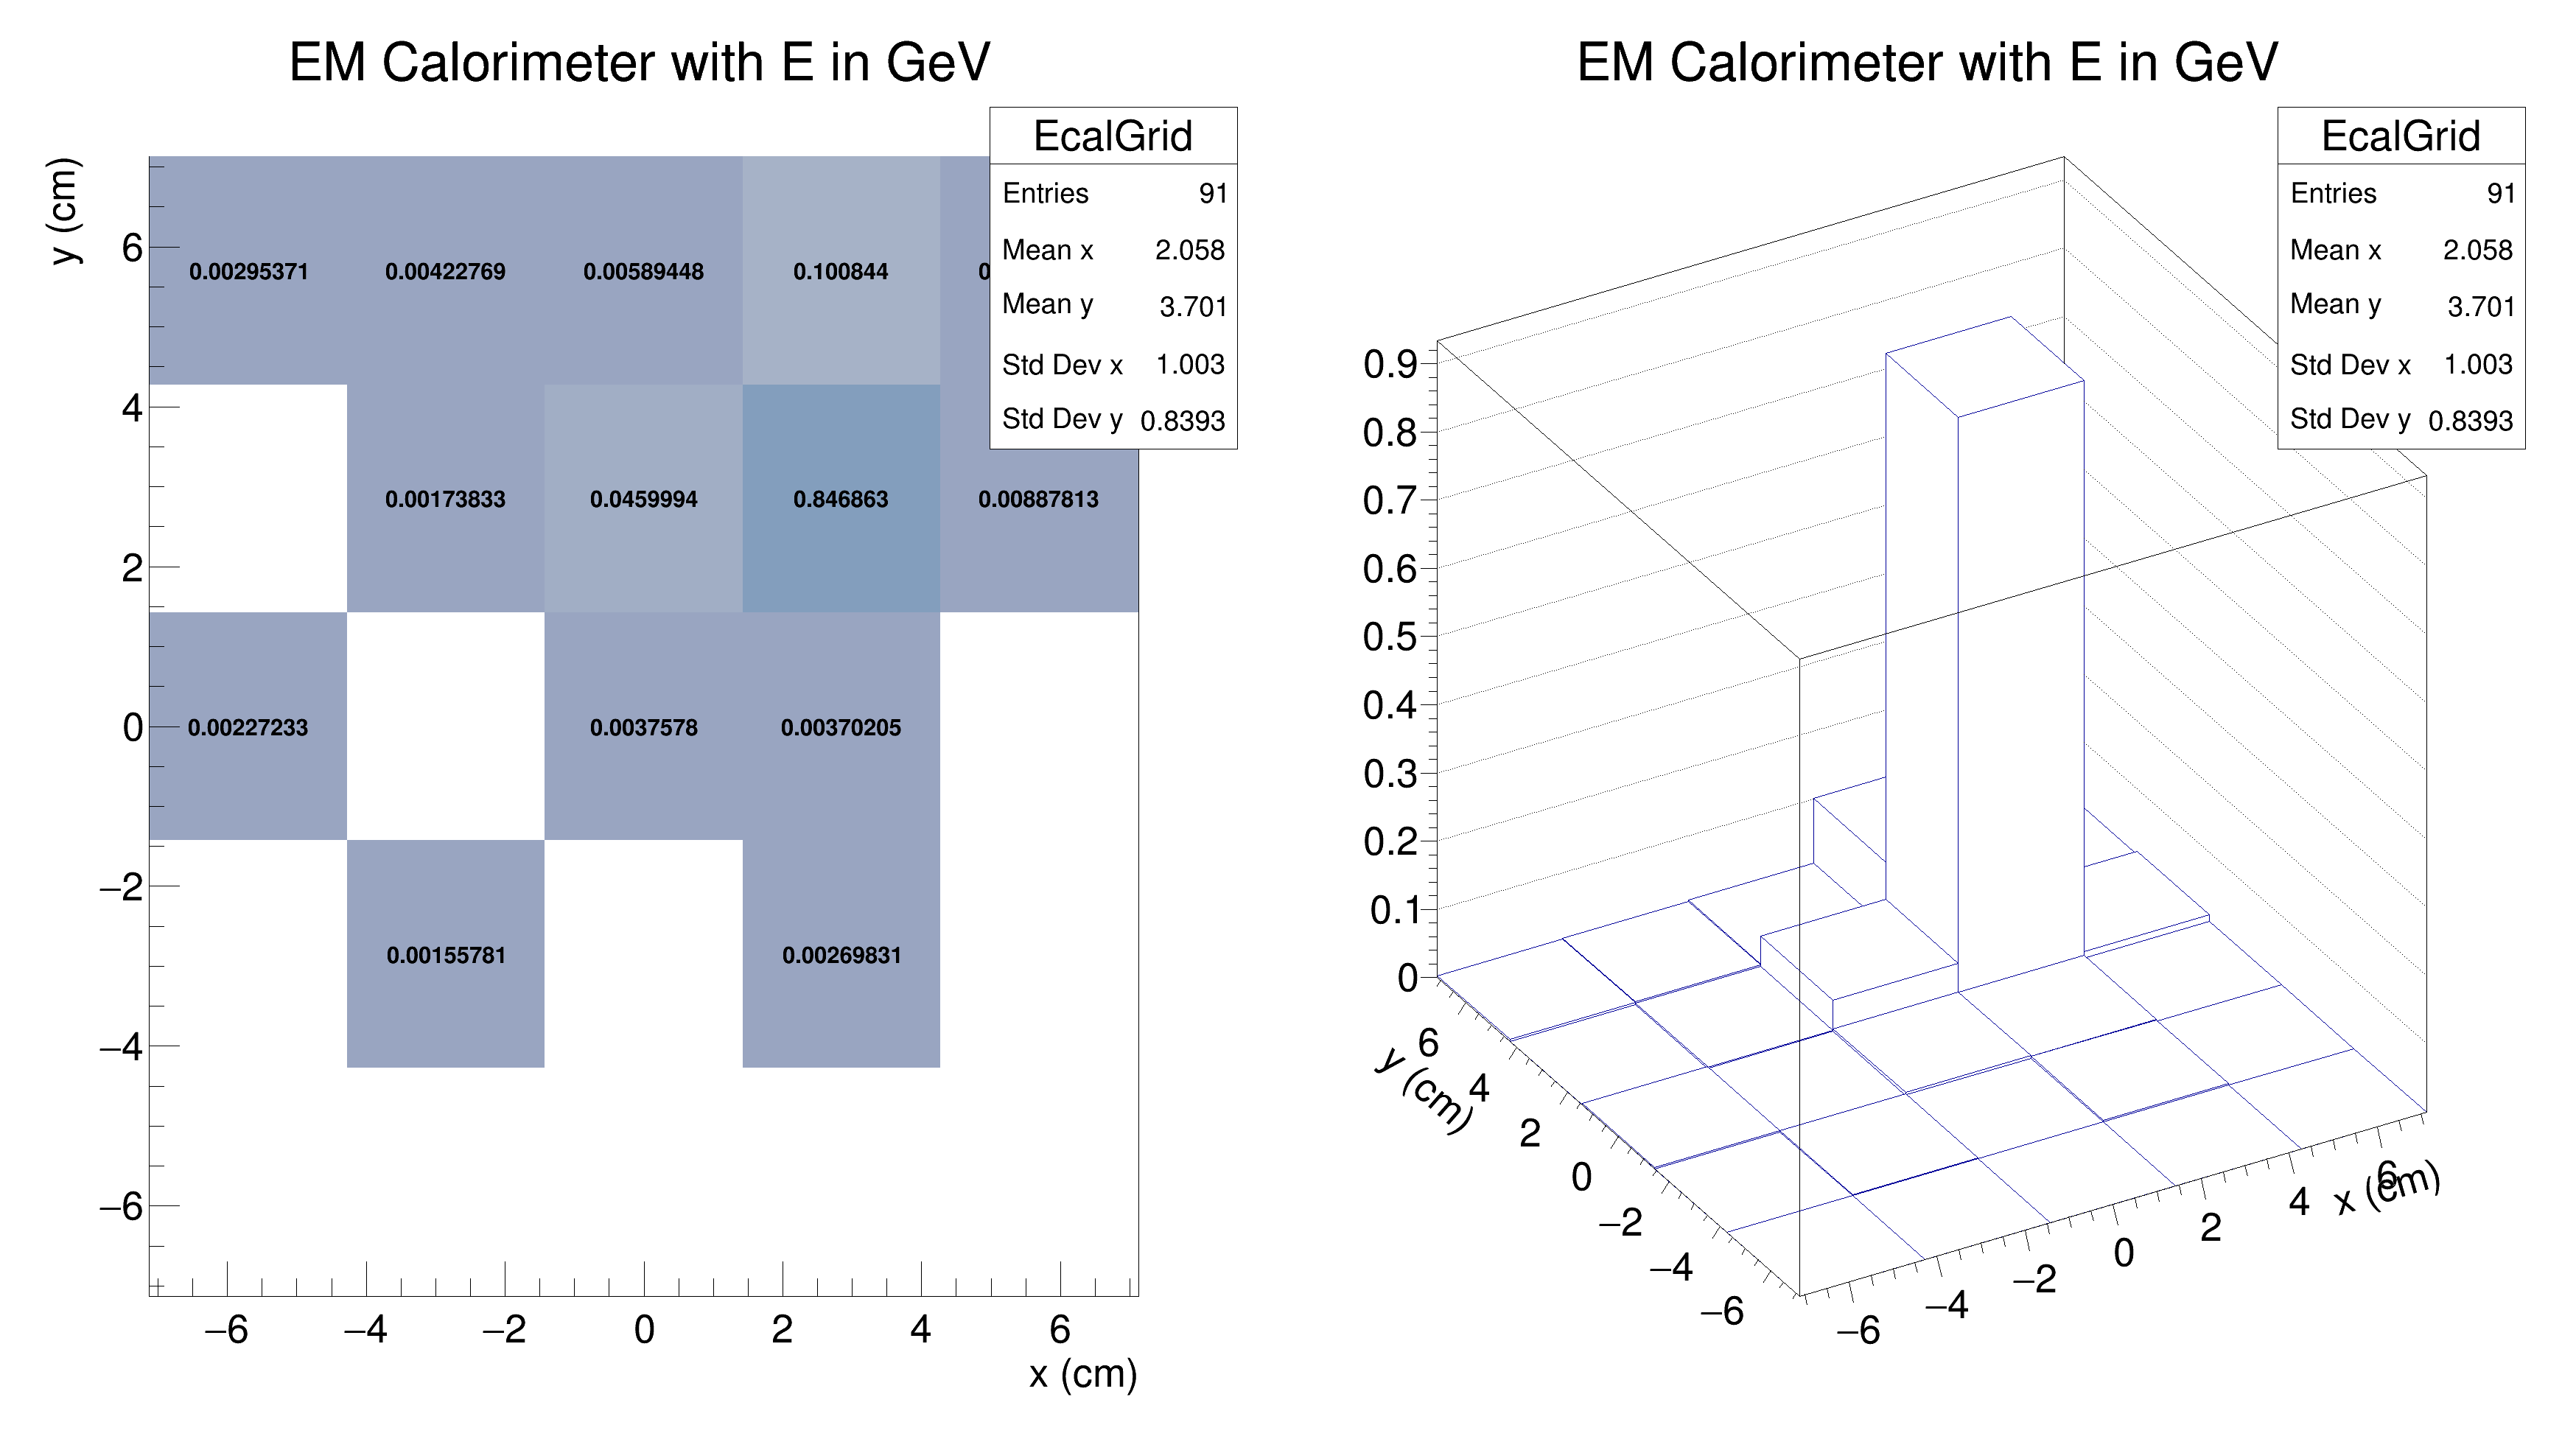 EM Calorimeter with E in GeV
EcalGrid
Entries 91
Mean x 2.058
Mean y 3.701
Std Dev x 1.003
Std Dev y 0.8393
y (cm)
6
4
2
0
−2
−4
−6
0.00295371 0.00422769 0.00589448 0.100844 0
0.00173833 0.0459994 0.846863 0.00887813
0.00227233 0.0037578 0.00370205
0.00155781 0.00269831
−6 −4 −2 0 2 4 6
x (cm)
EM Calorimeter with E in GeV
EcalGrid
Entries 91
Mean x 2.058
Mean y 3.701
Std Dev x 1.003
Std Dev y 0.8393
0.9
0.8
0.7
0.6
0.5
0.4
0.3
0.2
0.1
0
y (cm)
6
4
2
0
−2
−4
−6
−6 −4 −2 0 2 4 6
x (cm)